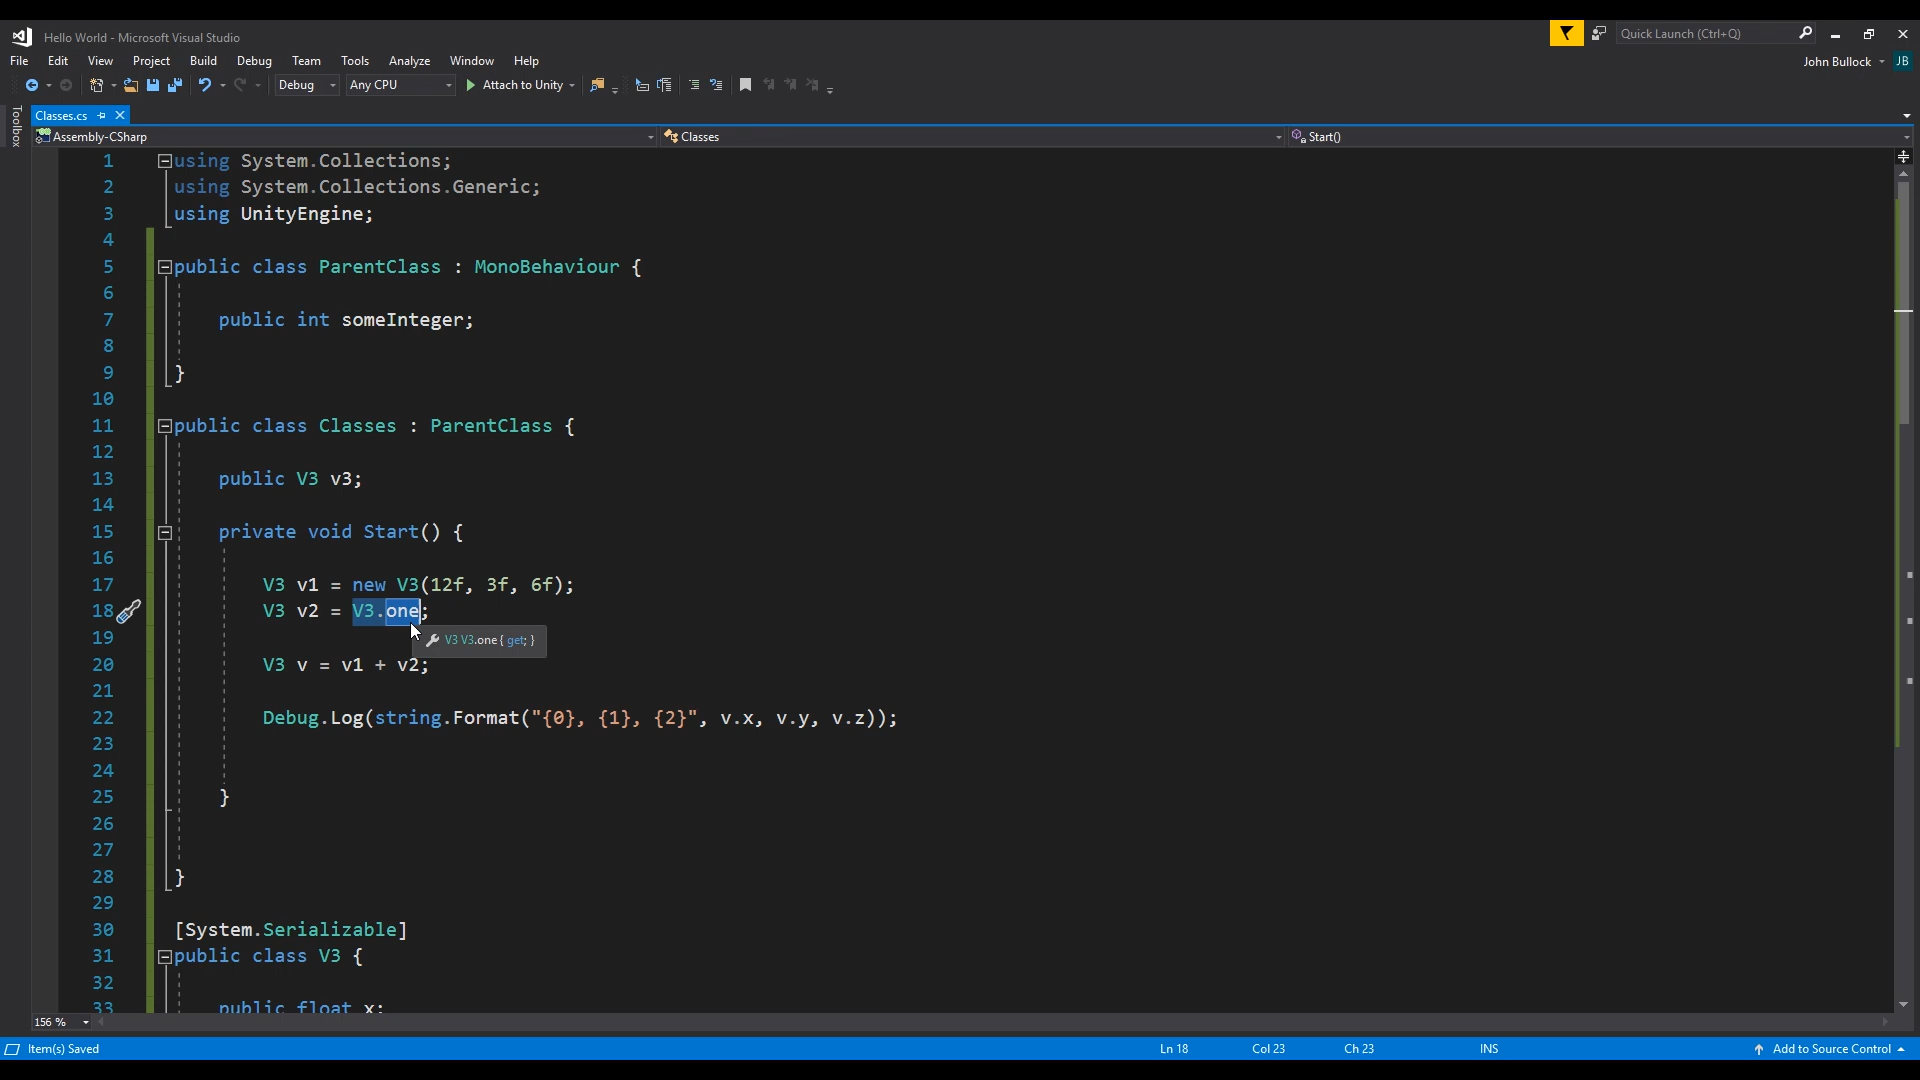 Hello World - Microsoft Visual Studio
Quick Launch (Ctrl+Q)
File Edit View Project Build Debug Team Tools Analyze Window Help
John Bullock JB
Debug Any CPU Attach to Unity
Toolbox
Classes.cs
Assembly-CSharp Classes Start()
1 using System.Collections;
2 using System.Collections.Generic;
3 using UnityEngine;
4
5 public class ParentClass : MonoBehaviour {
6
7 public int someInteger;
8
9 }
10
11 public class Classes : ParentClass {
12
13 public V3 v3;
14
15 private void Start() {
16
17 V3 v1 = new V3(12f, 3f, 6f);
18 V3 v2 = V3.one;
19
V3 V3.one { get; }
20 V3 v = v1 + v2;
21
22 Debug.Log(string.Format("{0}, {1}, {2}", v.x, v.y, v.z));
23
24
25 }
26
27
28 }
29
30 [System.Serializable]
31 public class V3 {
32
33 public float x;
156 %
Item(s) Saved Ln 18 Col 23 Ch 23 INS Add to Source Control